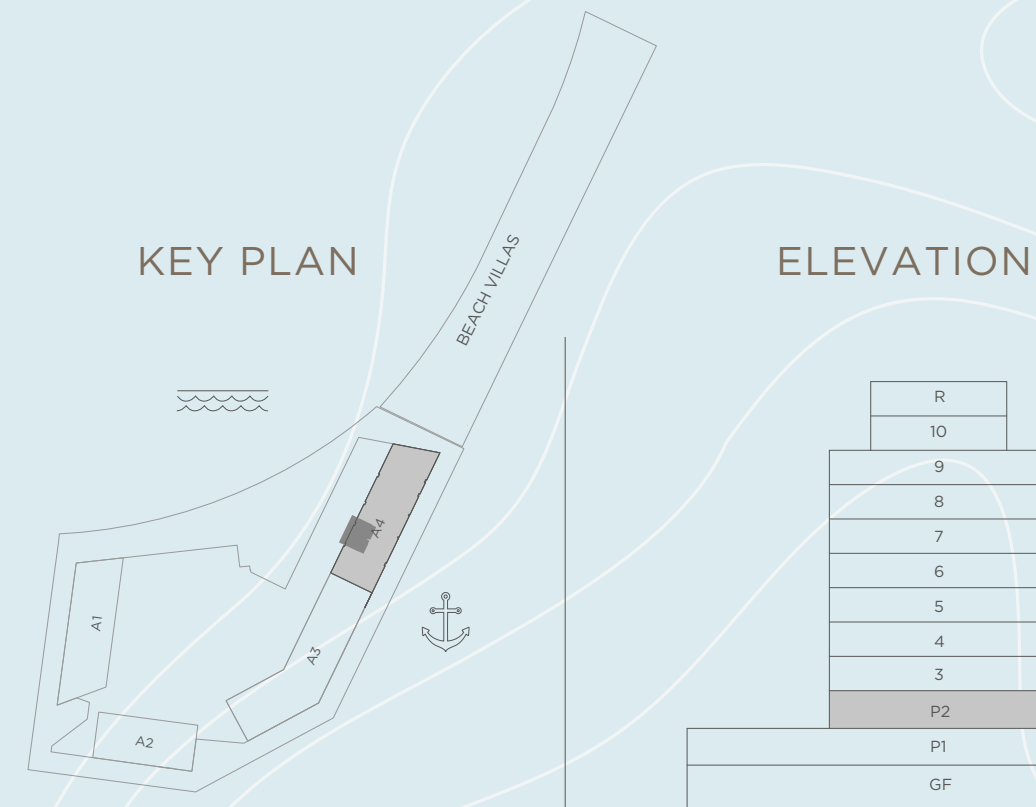 KEY PLAN
BEACH VILLAS
A4
A3
A1
A2
ELEVATION
R
10
9
8
7
6
5
4
3
P2
P1
GF